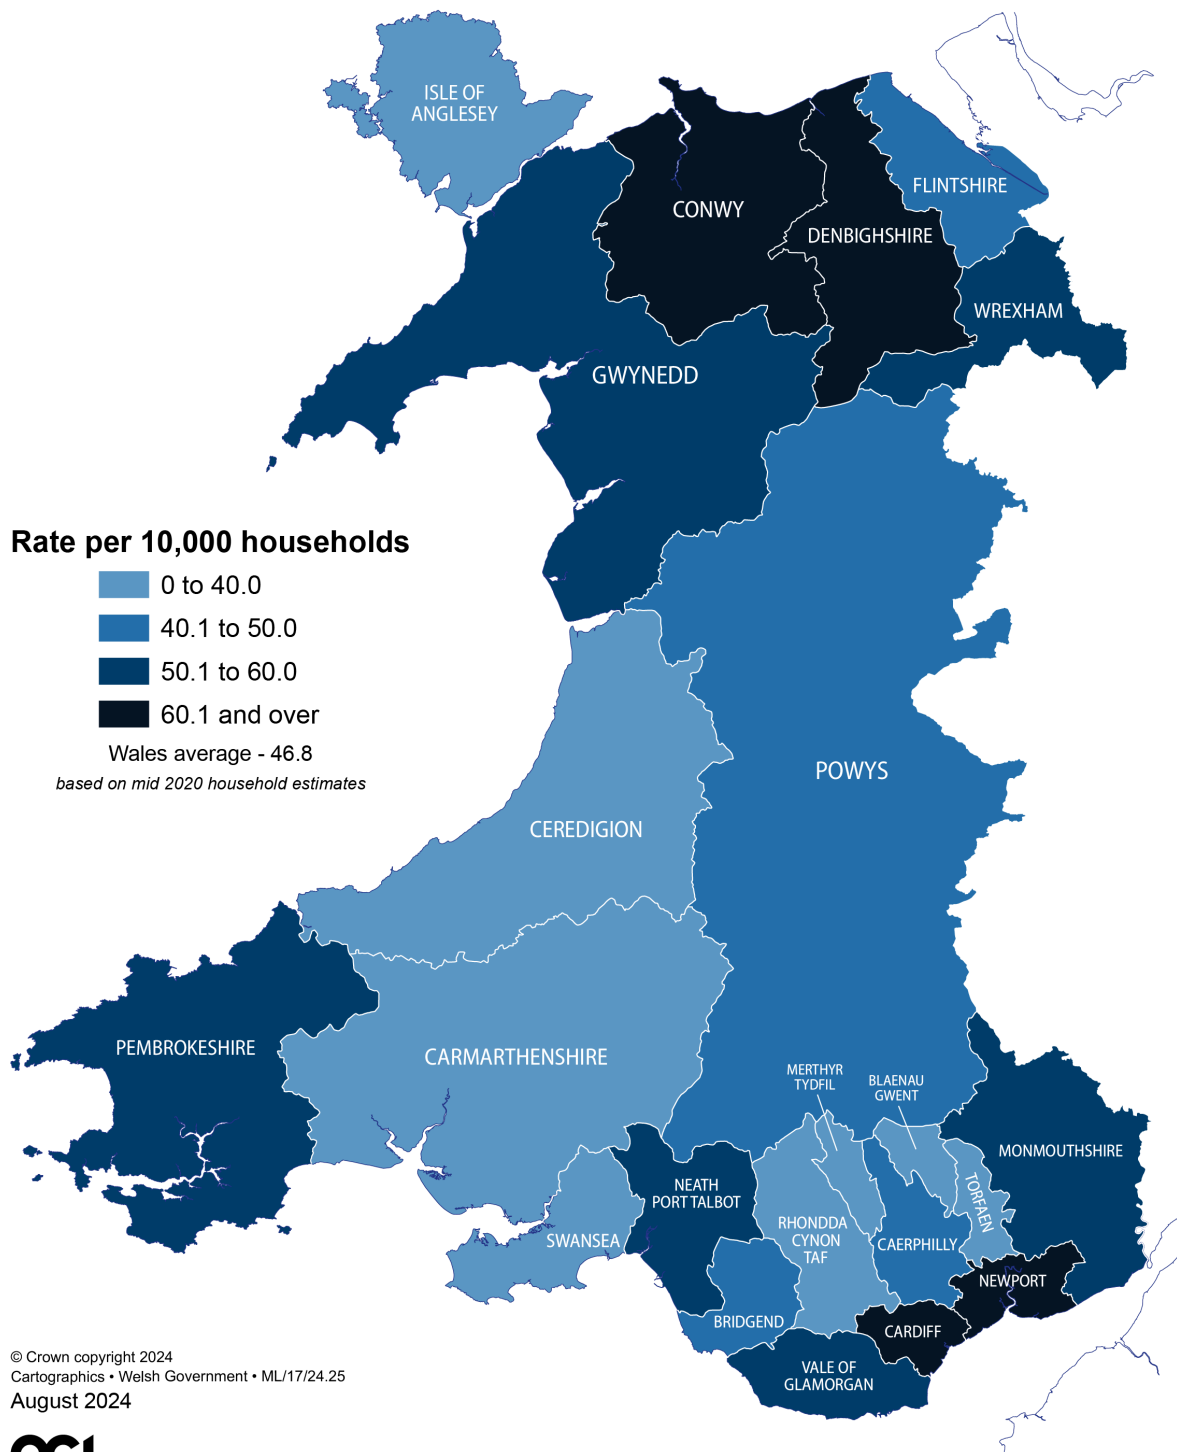 ISLE OF
ANGLESEY
CONWY
DENBIGHSHIRE
FLINTSHIRE
WREXHAM
GWYNEDD
Rate per 10,000 households
0 to 40.0
40.1 to 50.0
50.1 to 60.0
60.1 and over
Wales average - 46.8
based on mid 2020 household estimates
POWYS
CEREDIGION
PEMBROKESHIRE
CARMARTHENSHIRE
MERTHYR
TYDFIL
BLAENAU
GWENT
MONMOUTHSHIRE
NEATH
PORT TALBOT
TORFAEN
SWANSEA
RHONDDA
CYNON
TAF
CAERPHILLY
NEWPORT
BRIDGEND
CARDIFF
VALE OF
GLAMORGAN
© Crown copyright 2024
Cartographics • Welsh Government • ML/17/24.25
August 2024